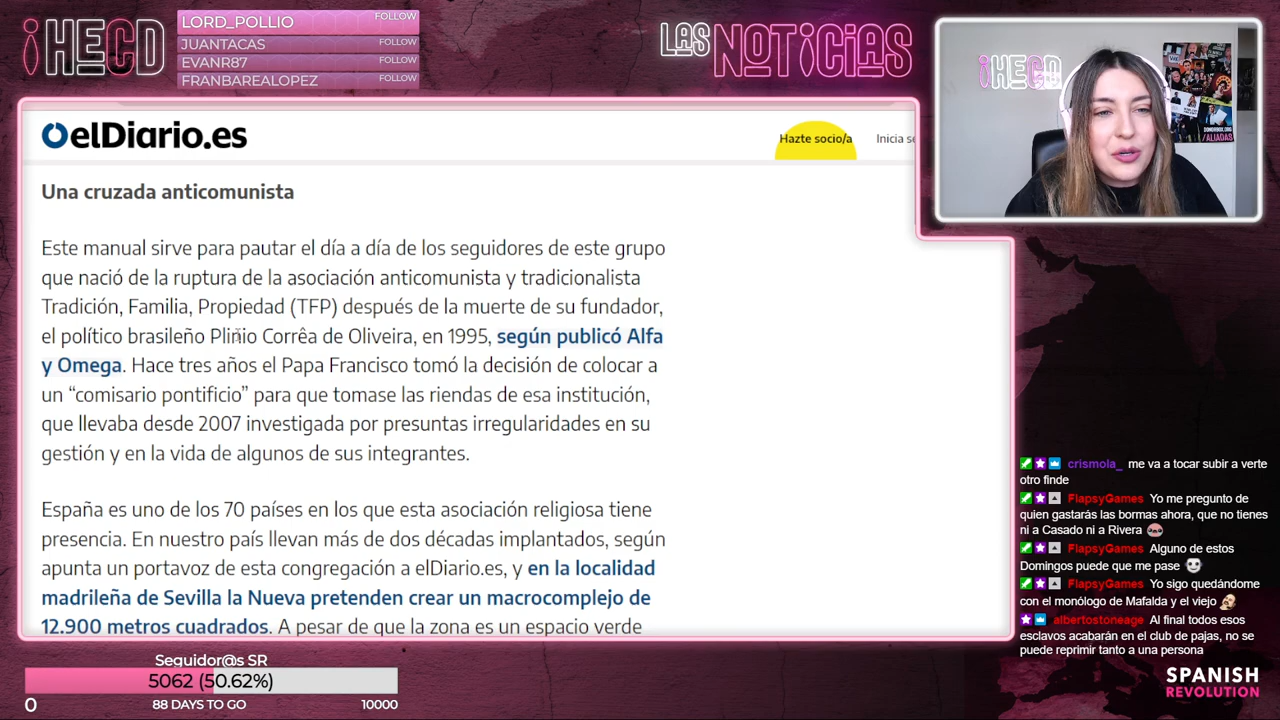 iHECD
LORD_POLLIO FOLLOW
JUANTACAS FOLLOW
EVANR87 FOLLOW
FRANBAREALOPEZ FOLLOW
LAS NOTICIAS
iHECD
DONORBOX.ORG
/ALIADAS
elDiario.es
Hazte socio/a
Inicia se
Una cruzada anticomunista
Este manual sirve para pautar el día a día de los seguidores de este grupo
que nació de la ruptura de la asociación anticomunista y tradicionalista
Tradición, Familia, Propiedad (TFP) después de la muerte de su fundador,
el político brasileño Plinio Corrêa de Oliveira, en 1995, según publicó Alfa
y Omega. Hace tres años el Papa Francisco tomó la decisión de colocar a
un “comisario pontificio” para que tomase las riendas de esa institución,
que llevaba desde 2007 investigada por presuntas irregularidades en su
gestión y en la vida de algunos de sus integrantes.
España es uno de los 70 países en los que esta asociación religiosa tiene
presencia. En nuestro país llevan más de dos décadas implantados, según
apunta un portavoz de esta congregación a elDiario.es, y en la localidad
madrileña de Sevilla la Nueva pretenden crear un macrocomplejo de
12.900 metros cuadrados. A pesar de que la zona es un espacio verde
crismola_ me va a tocar subir a verte
otro finde
FlapsyGames Yo me pregunto de
quien gastarás las bormas ahora, que no tienes
ni a Casado ni a Rivera
FlapsyGames Alguno de estos
Domingos puede que me pase
FlapsyGames Yo sigo quedándome
con el monólogo de Mafalda y el viejo
albertostoneage Al final todos esos
esclavos acabarán en el club de pajas, no se
puede reprimir tanto a una persona
Seguidor@s SR
5062 (50.62%)
0 88 DAYS TO GO 10000
SPANISH
REVOLUTION